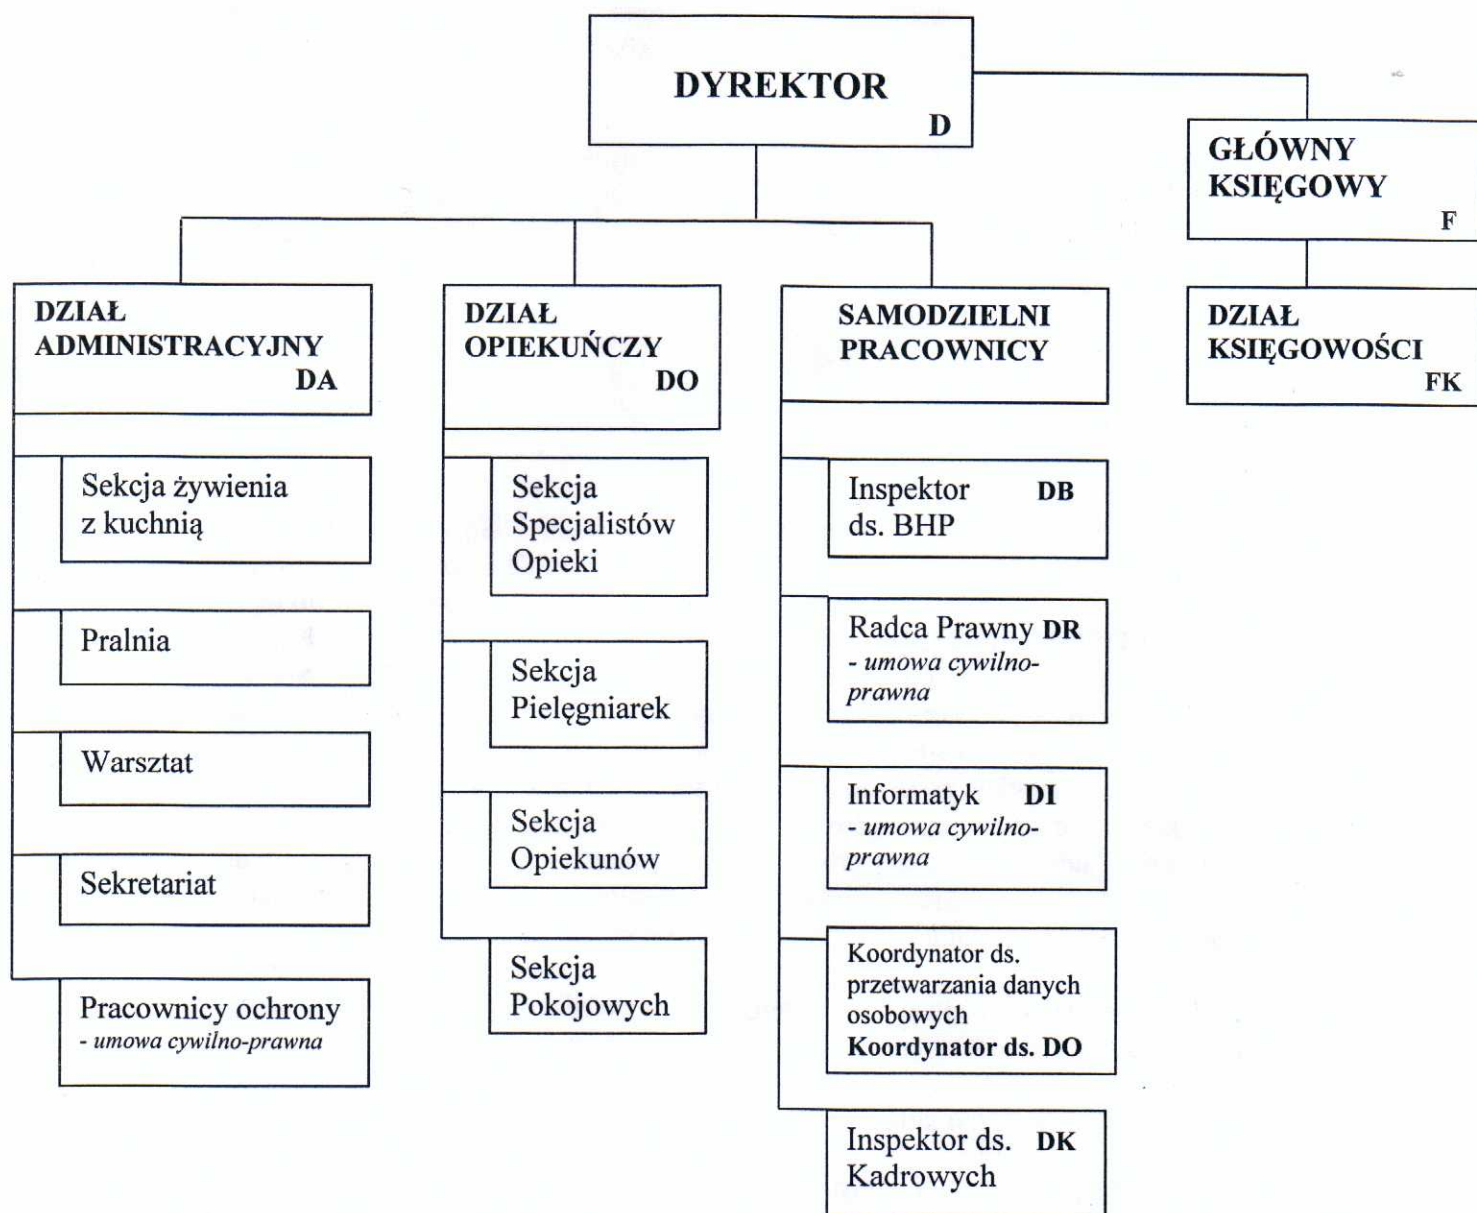 DYREKTOR
D
GŁÓWNY
KSIĘGOWY
F
DZIAŁ
ADMINISTRACYJNY
DA
DZIAŁ
OPIEKUŃCZY
DO
SAMODZIELNI
PRACOWNICY
DZIAŁ
KSIĘGOWOŚCI
FK
Sekcja żywienia
z kuchnią
Pralnia
Warsztat
Sekretariat
Pracownicy ochrony
- umowa cywilno-prawna
Sekcja
Specjalistów
Opieki
Sekcja
Pielęgniarek
Sekcja
Opiekunów
Sekcja
Pokojowych
Inspektor DB
ds. BHP
Radca Prawny DR
- umowa cywilno-
prawna
Informatyk DI
- umowa cywilno-
prawna
Koordynator ds.
przetwarzania danych
osobowych
Koordynator ds. DO
Inspektor ds. DK
Kadrowych